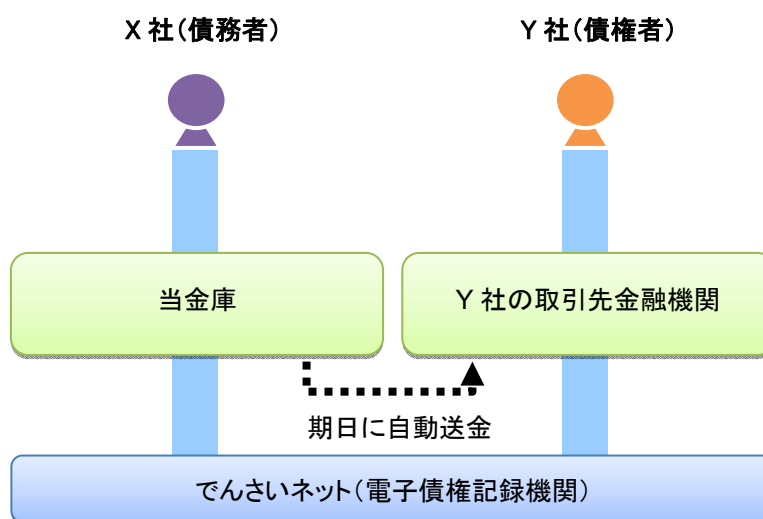 X 社(債務者)
Y 社(債権者)
当金庫
Y 社の取引先金融機関
期日に自動送金
でんさいネット(電子債権記録機関)